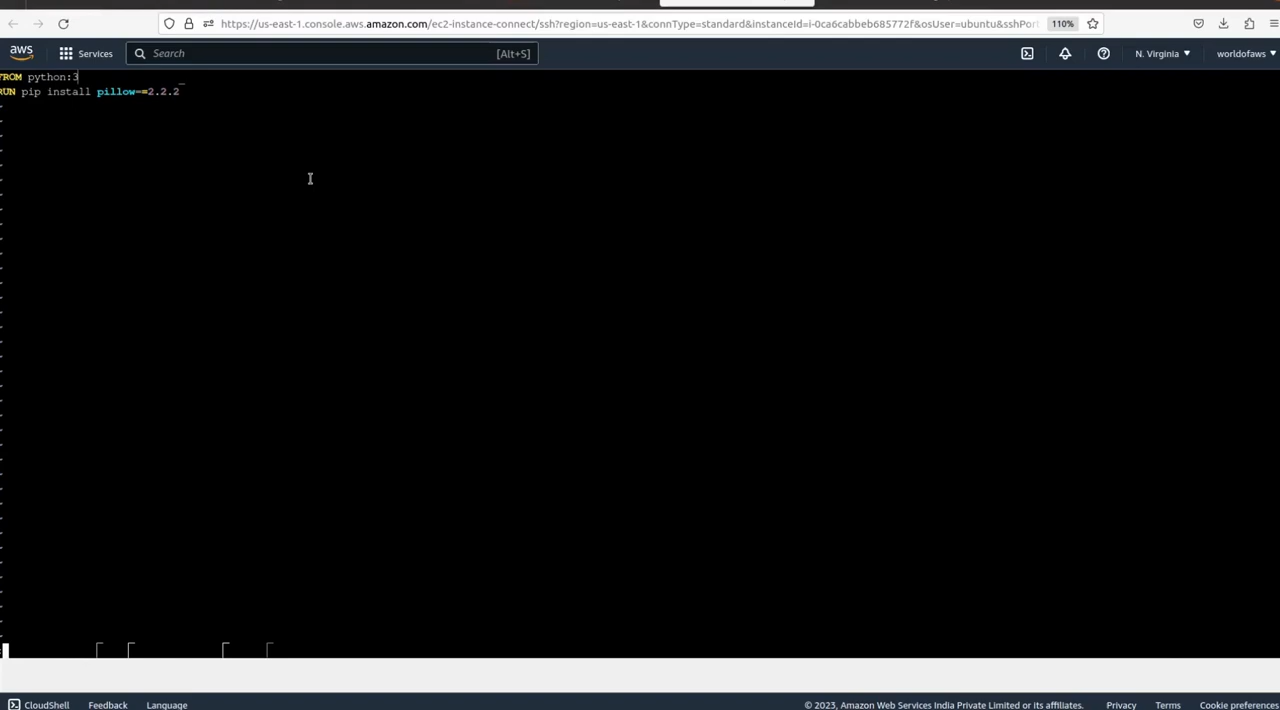 https://us-east-1.console.aws.amazon.com/ec2-instance-connect/ssh?region=us-east-1&connType=standard&instanceId=i-0ca6cabbeb685772f&osUser=ubuntu&sshPort 110%
aws Services Search [Alt+S] N. Virginia worldofaws
FROM python:3
RUN pip install pillow==2.2.2
CloudShell Feedback Language © 2023, Amazon Web Services India Private Limited or its affiliates. Privacy Terms Cookie preferences